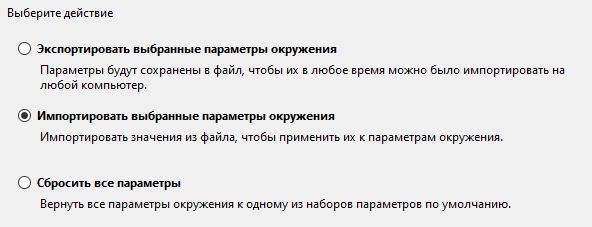 Выберите действие
Экспортировать выбранные параметры окружения
Параметры будут сохранены в файл, чтобы их в любое время можно было импортировать на
любой компьютер.
Импортировать выбранные параметры окружения
Импортировать значения из файла, чтобы применить их к параметрам окружения.
Сбросить все параметры
Вернуть все параметры окружения к одному из наборов параметров по умолчанию.